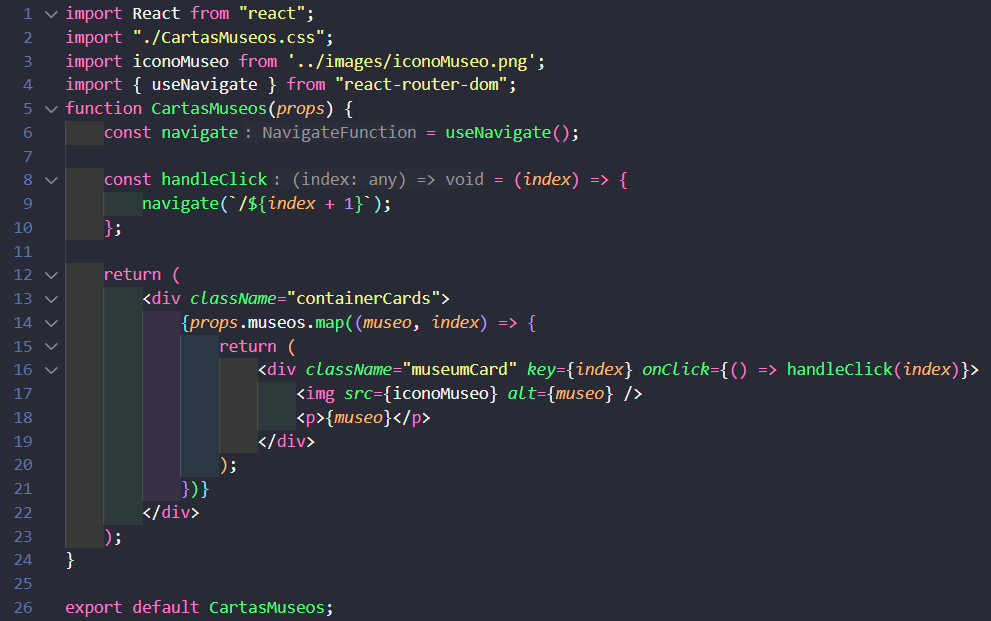 1 import React from "react";
2 import "./CartasMuseos.css";
3 import iconoMuseo from '../images/iconoMuseo.png';
4 import { useNavigate } from "react-router-dom";
5 function CartasMuseos(props) {
6     const navigate: NavigateFunction = useNavigate();
7
8     const handleClick: (index: any) => void = (index) => {
9         navigate(`/${index + 1}`);
10     };
11
12     return (
13         <div className="containerCards">
14             {props.museos.map((museo, index) => {
15                 return (
16                     <div className="museumCard" key={index} onClick={() => handleClick(index)}>
17                         <img src={iconoMuseo} alt={museo} />
18                         <p>{museo}</p>
19                     </div>
20                 );
21             })}
22         </div>
23     );
24 }
25
26 export default CartasMuseos;